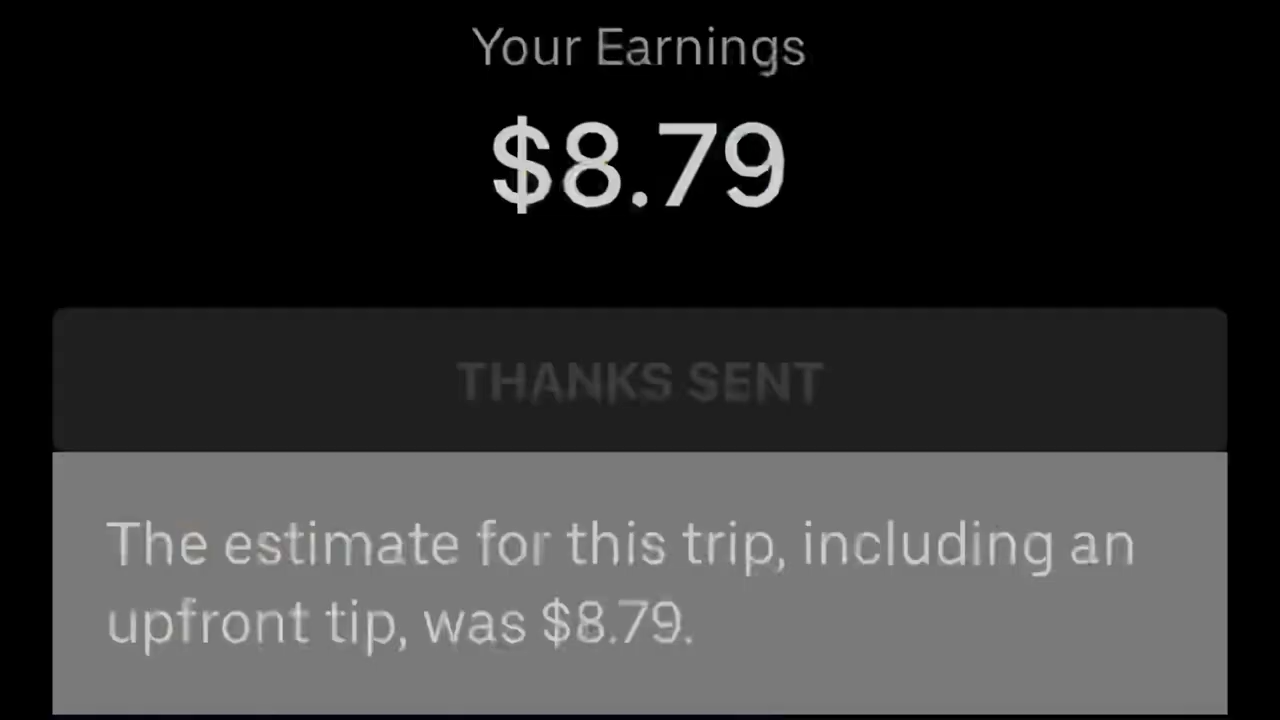 Your Earnings
$8.79
THANKS SENT
The estimate for this trip, including an
upfront tip, was $8.79.